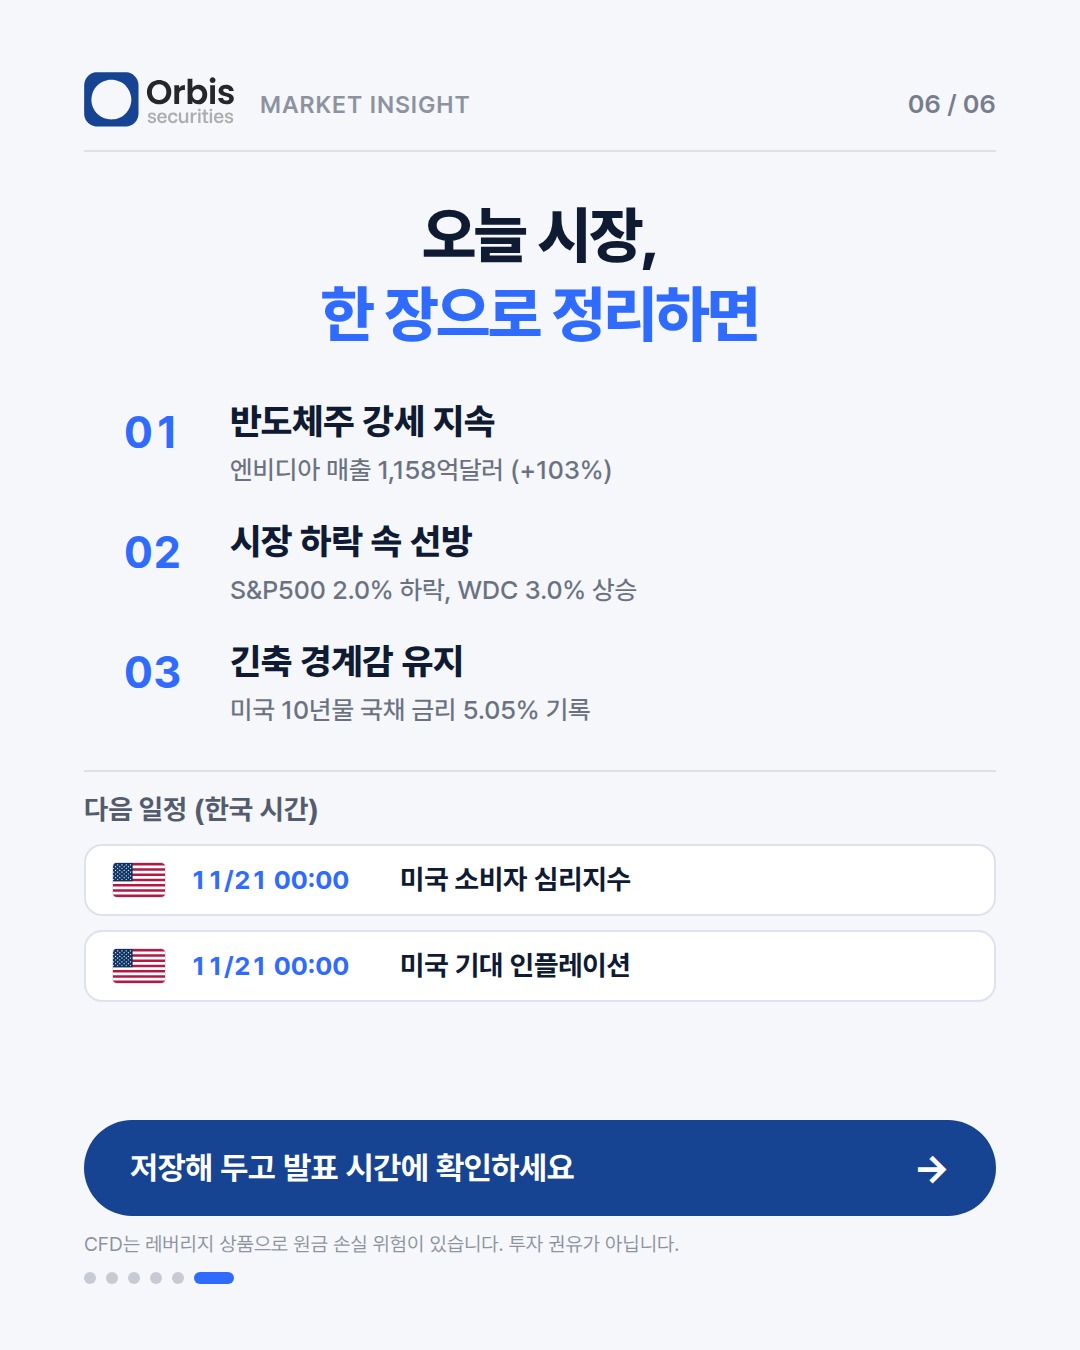 Orbis
securities
MARKET INSIGHT
06 / 06
오늘 시장,
한 장으로 정리하면
01
반도체주 강세 지속
엔비디아 매출 1,158억달러 (+103%)
02
시장 하락 속 선방
S&P500 2.0% 하락, WDC 3.0% 상승
03
긴축 경계감 유지
미국 10년물 국채 금리 5.05% 기록
다음 일정 (한국 시간)
11/21 00:00 미국 소비자 심리지수
11/21 00:00 미국 기대 인플레이션
저장해 두고 발표 시간에 확인하세요 →
CFD는 레버리지 상품으로 원금 손실 위험이 있습니다. 투자 권유가 아닙니다.